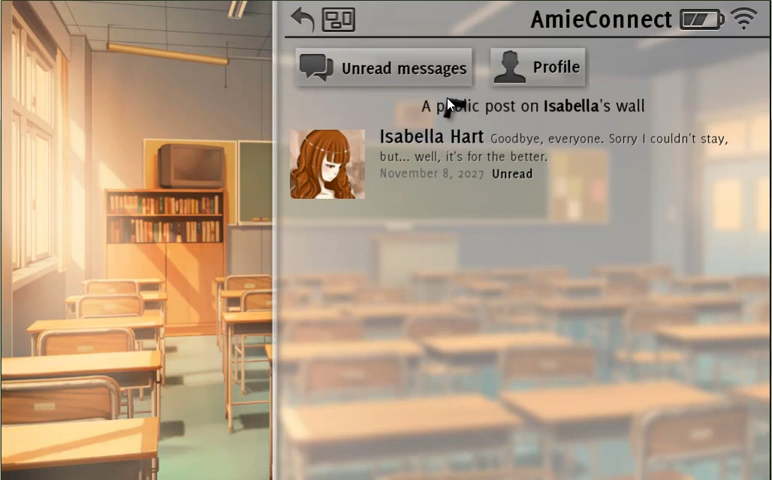 AmieConnect
Unread messages
Profile
A public post on Isabella's wall
Isabella Hart Goodbye, everyone. Sorry I couldn't stay,
but... well, it's for the better.
November 8, 2027 Unread